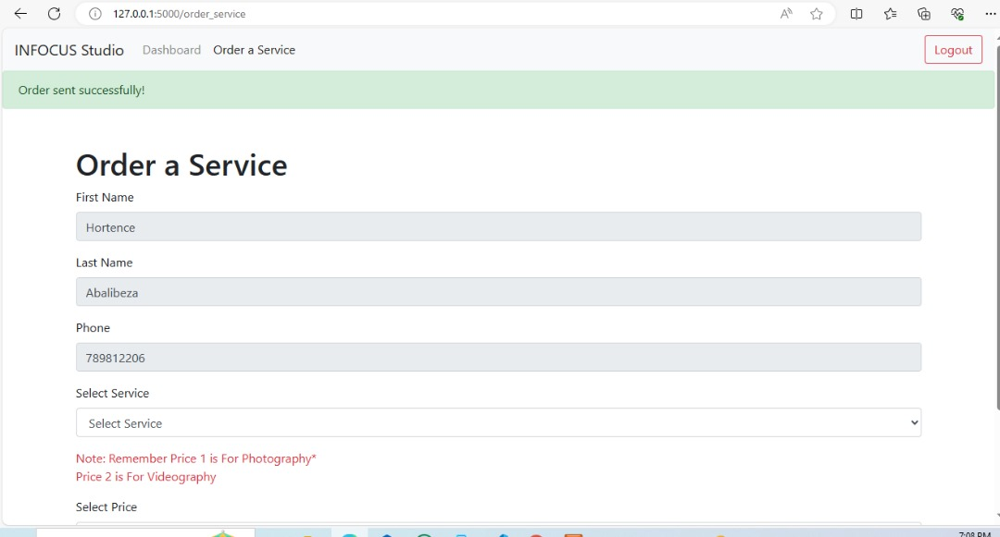 127.0.0.1:5000/order_service
INFOCUS Studio Dashboard Order a Service Logout
Order sent successfully!
Order a Service
First Name
Hortence
Last Name
Abalibeza
Phone
789812206
Select Service
Select Service
Note: Remember Price 1 is For Photography*
Price 2 is For Videography
Select Price
7:08 PM